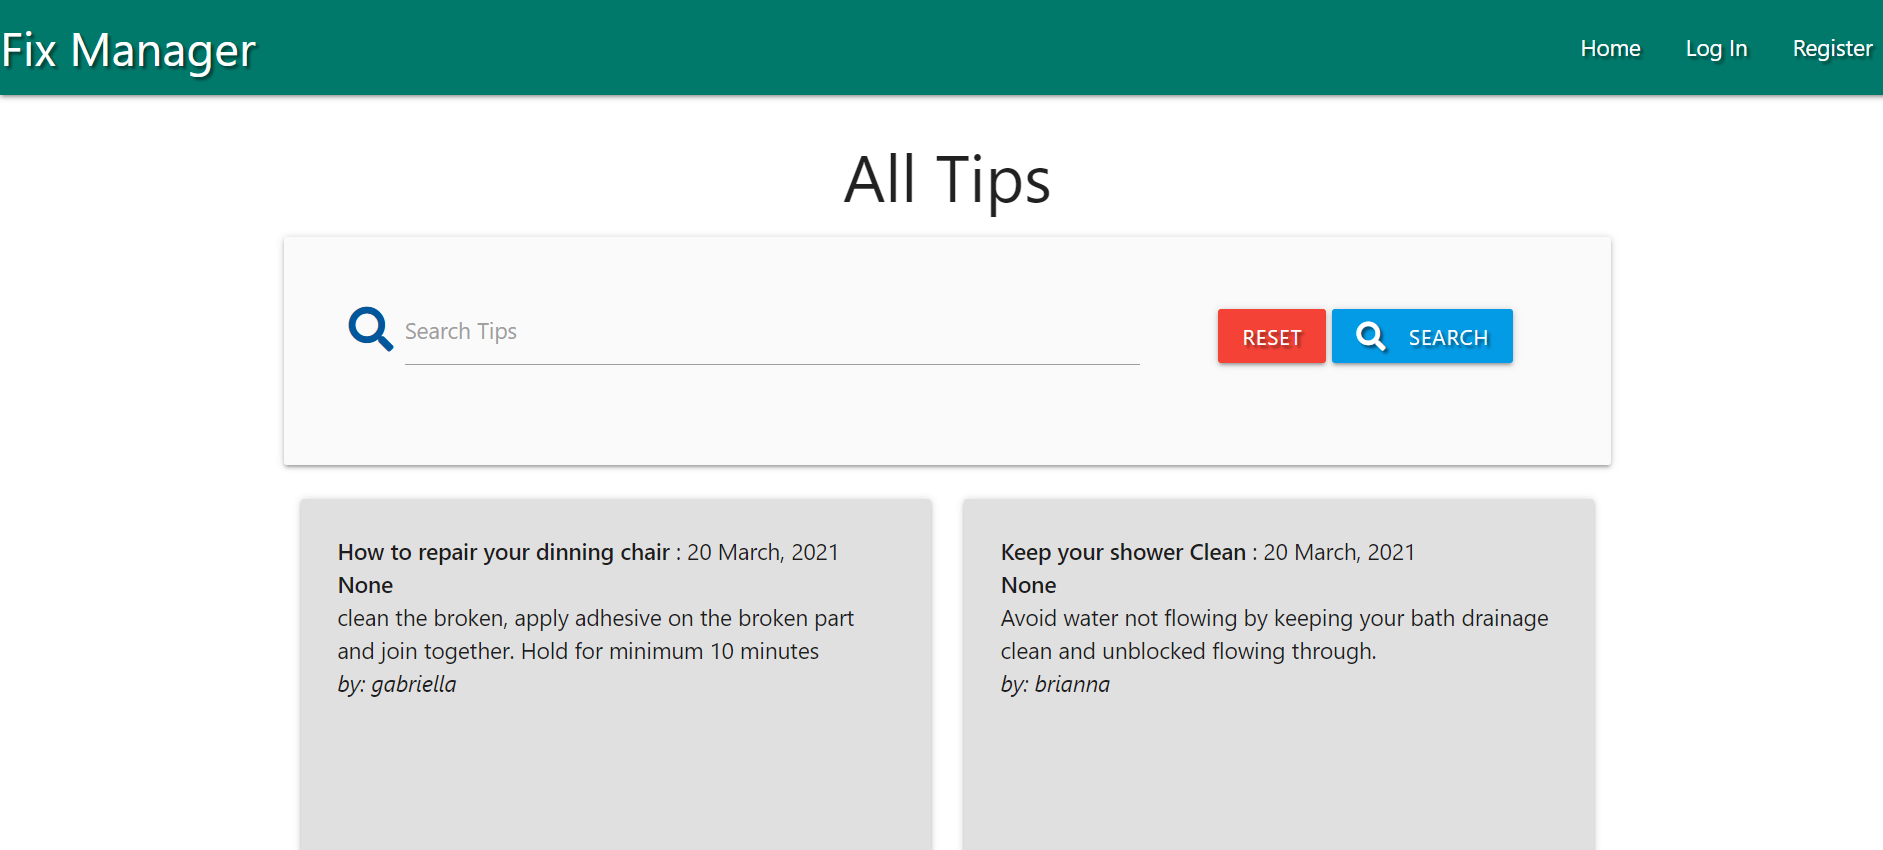 Fix Manager
Home
Log In
Register
All Tips
Search Tips
RESET
SEARCH
How to repair your dinning chair : 20 March, 2021
None
clean the broken, apply adhesive on the broken part
and join together. Hold for minimum 10 minutes
by: gabriella
Keep your shower Clean : 20 March, 2021
None
Avoid water not flowing by keeping your bath drainage
clean and unblocked flowing through.
by: brianna